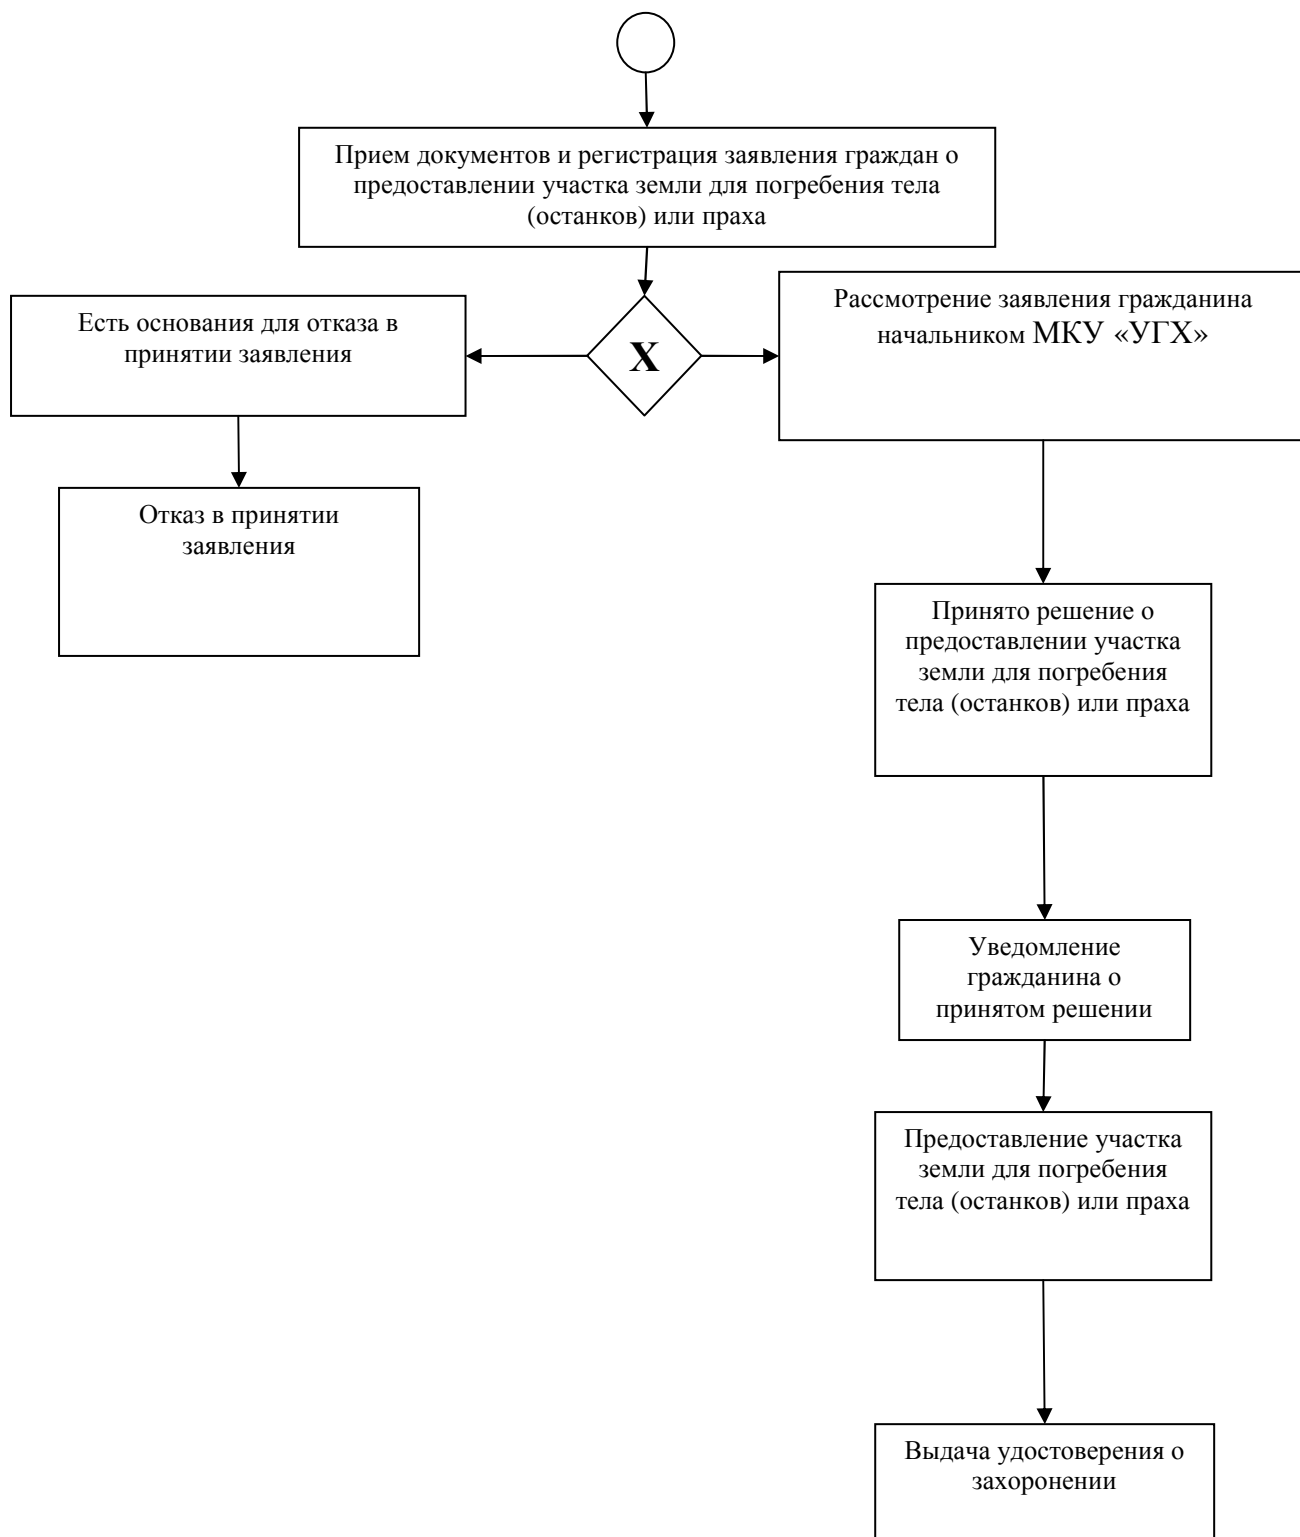 Прием документов и регистрация заявления граждан о
предоставлении участка земли для погребения тела
(останков) или праха
Есть основания для отказа в
принятии заявления
X
Рассмотрение заявления гражданина
начальником МКУ «УГХ»
Отказ в принятии
заявления
Принято решение о
предоставлении участка
земли для погребения
тела (останков) или праха
Уведомление
гражданина о
принятом решении
Предоставление участка
земли для погребения
тела (останков) или праха
Выдача удостоверения о
захоронении